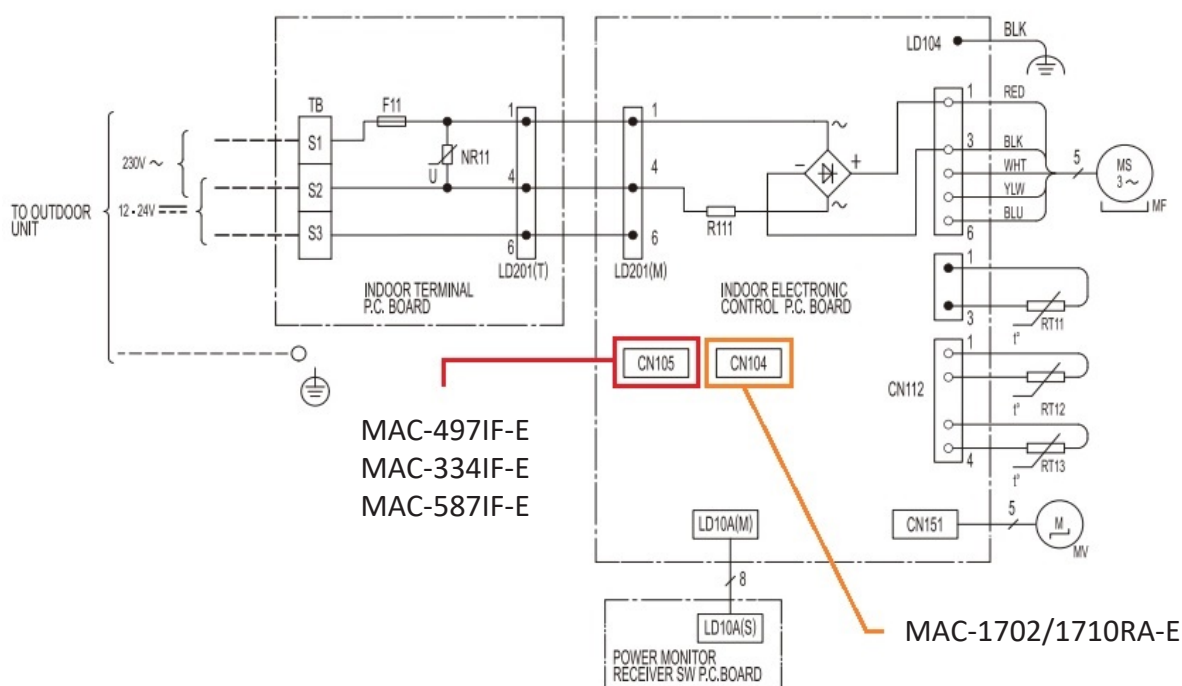 LD104
BLK
TB
F11
1
1
1
RED
S1
230V ~
NR11
U
~
3
BLK
S2
4
4
-
+
WHT
5
MS
3 ~
MF
TO OUTDOOR
UNIT
12 - 24V
YLW
~
R111
S3
BLU
6
6
6
LD201(T)
LD201(M)
INDOOR TERMINAL
P.C. BOARD
INDOOR ELECTRONIC
CONTROL P.C. BOARD
1
3
t°
RT11
CN105
CN104
1
CN112
t°
RT12
MAC-497IF-E
MAC-334IF-E
MAC-587IF-E
4
t°
RT13
LD10A(M)
CN151
5
M
MV
8
LD10A(S)
MAC-1702/1710RA-E
POWER MONITOR
RECEIVER SW P.C.BOARD